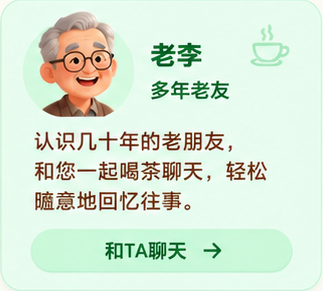 老李
多年老友
认识几十年的老朋友，
和您一起喝茶聊天，轻松
意地回忆往事。
和TA聊天 →